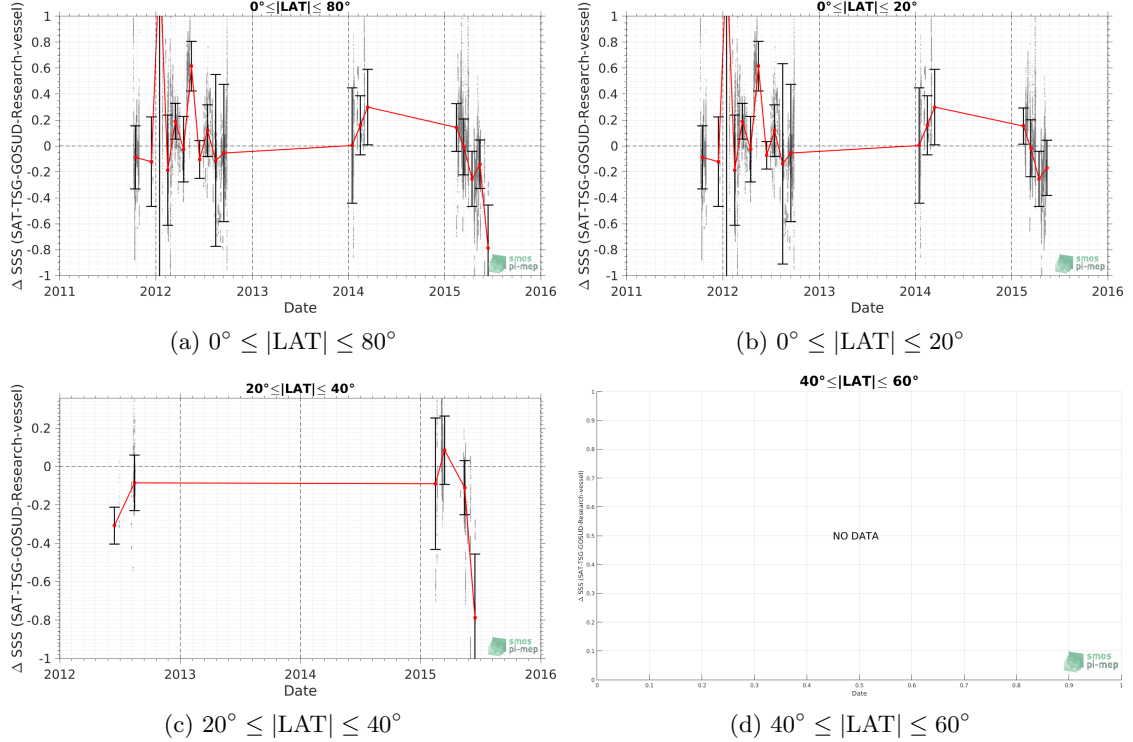 0°≤|LAT|≤ 80°
Δ SSS (SAT-TSG-GOSUD-Research-vessel)
1
0.8
0.6
0.4
0.2
0
-0.2
-0.4
-0.6
-0.8
-1
2011 2012 2013 2014 2015 2016
Date
smos
pi-mep
(a) 0° ≤ |LAT| ≤ 80°
0°≤|LAT|≤ 20°
Δ SSS (SAT-TSG-GOSUD-Research-vessel)
1
0.8
0.6
0.4
0.2
0
-0.2
-0.4
-0.6
-0.8
-1
2011 2012 2013 2014 2015 2016
Date
smos
pi-mep
(b) 0° ≤ |LAT| ≤ 20°
20°≤|LAT|≤ 40°
Δ SSS (SAT-TSG-GOSUD-Research-vessel)
0.2
0
-0.2
-0.4
-0.6
-0.8
-1
2012 2013 2014 2015 2016
Date
smos
pi-mep
(c) 20° ≤ |LAT| ≤ 40°
40°≤|LAT|≤ 60°
Δ SSS (SAT-TSG-GOSUD-Research-vessel)
1
0.9
0.8
0.7
0.6
0.5
0.4
0.3
0.2
0.1
0
NO DATA
0 0.1 0.2 0.3 0.4 0.5 0.6 0.7 0.8 0.9 1
Date
smos
pi-mep
(d) 40° ≤ |LAT| ≤ 60°